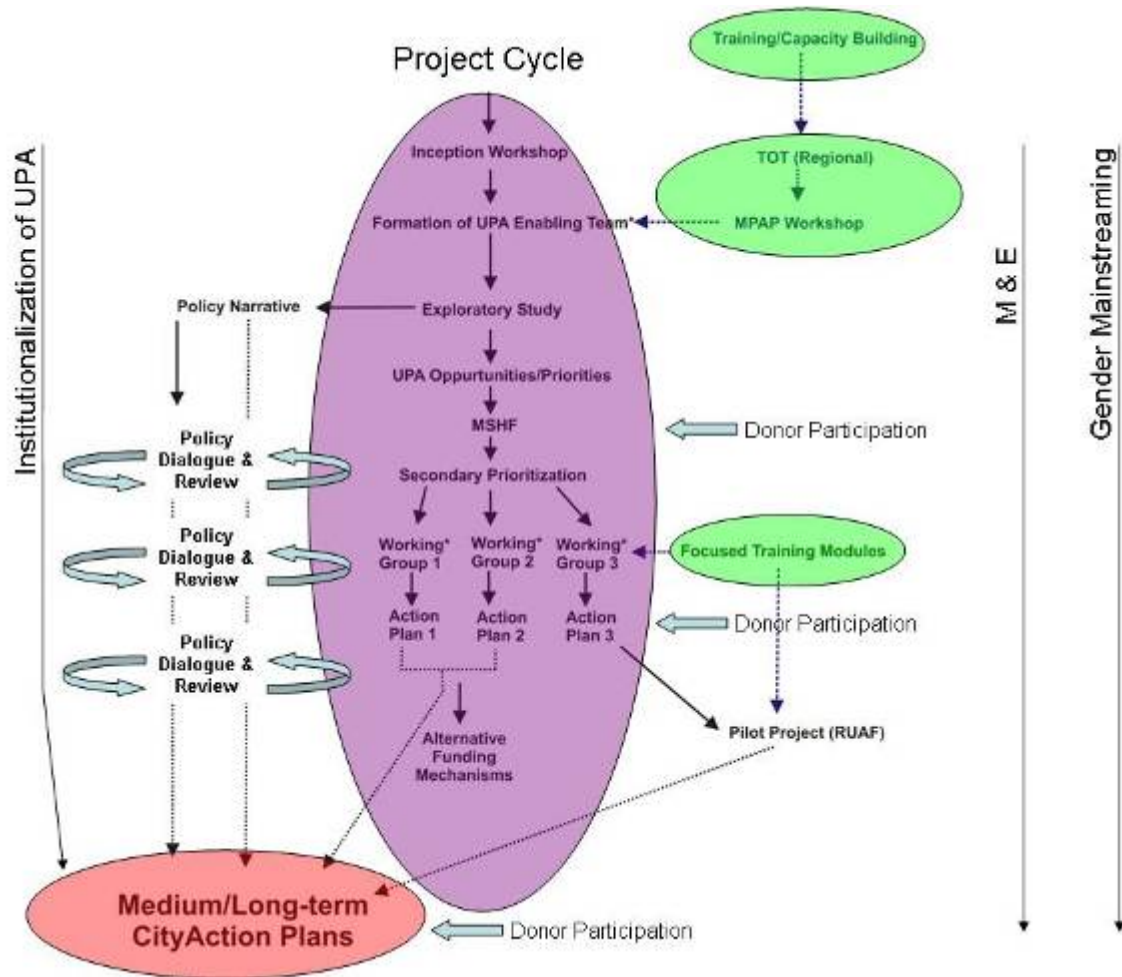 Training/Capacity Building
Project Cycle
Inception Workshop
TOT (Regional)
Formation of UPA Enabling Team*
MPAP Workshop
Institutionalization of UPA
M & E
Gender Mainstreaming
Policy Narrative
Exploratory Study
UPA Oppurtunities/Priorities
MSHF
Donor Participation
Secondary Prioritization
Policy
Dialogue &
Review
Policy
Dialogue &
Review
Policy
Dialogue &
Review
Working*
Group 1
Working*
Group 2
Working*
Group 3
Focused Training Modules
Action
Plan 1
Action
Plan 2
Action
Plan 3
Donor Participation
Alternative
Funding
Mechanisms
Pilot Project (RUAF)
Medium/Long-term
CityAction Plans
Donor Participation